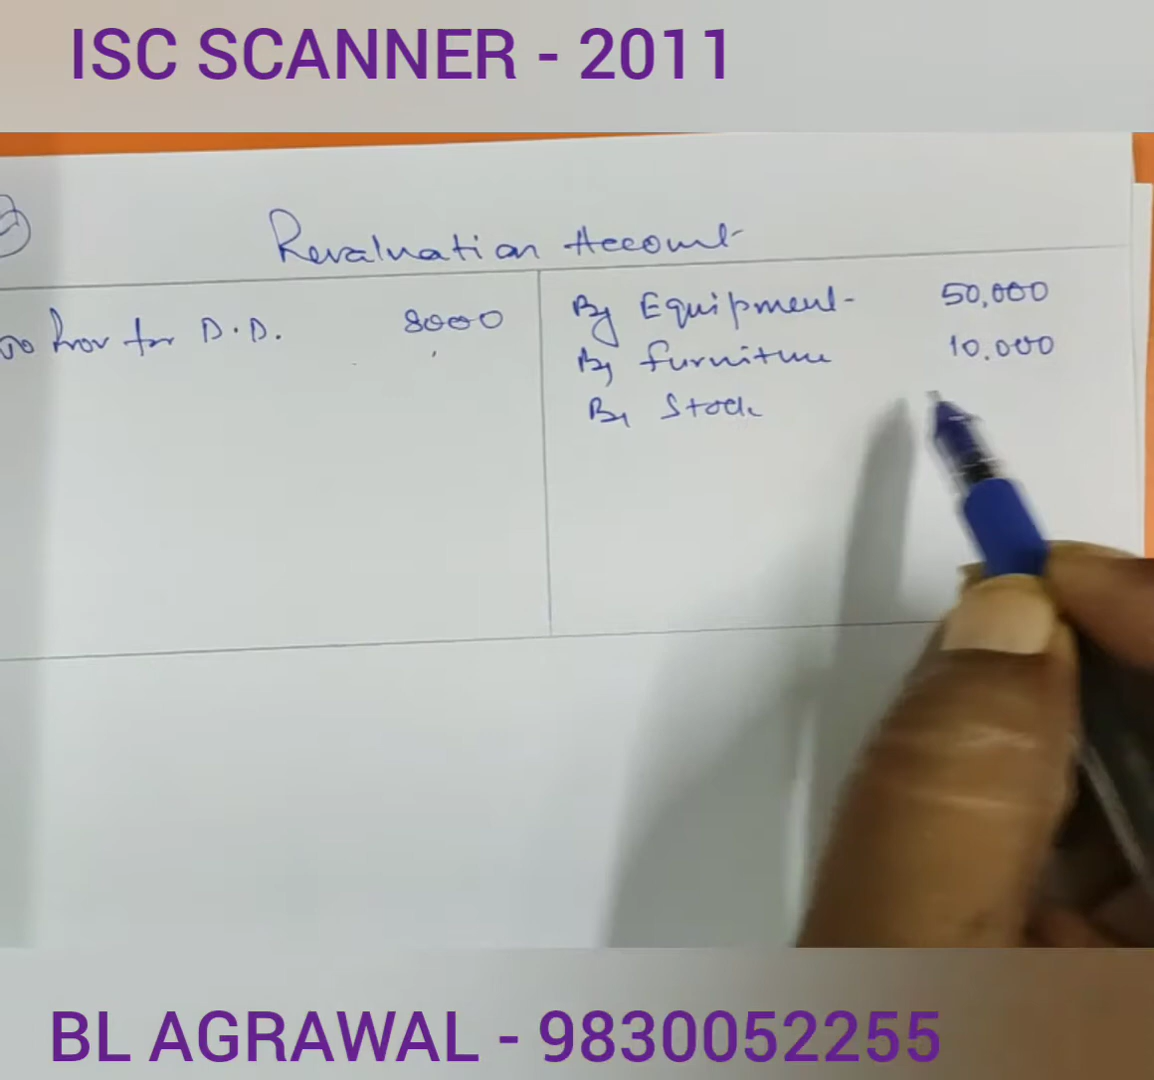 ISC SCANNER - 2011
Revaluation Account
To Prov for D.D. 8000
By Equipment 50,000
By furniture 10,000
By Stock
BL AGRAWAL - 9830052255